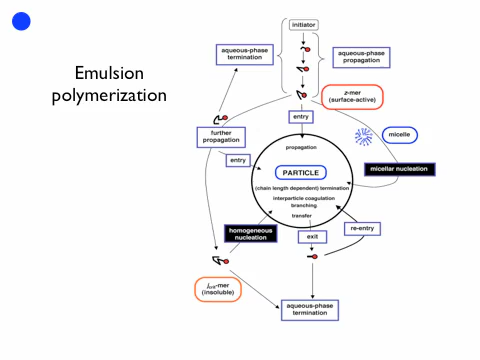 Emulsion
polymerization
initiator
aqueous-phase
termination
aqueous-phase
propagation
z-mer
(surface-active)
entry
micelle
further
propagation
entry
propagation
micellar nucleation
PARTICLE
(chain length dependent) termination
interparticle coagulation
branching
transfer
homogeneous
nucleation
exit
re-entry
jcrit-mer
(insoluble)
aqueous-phase
termination